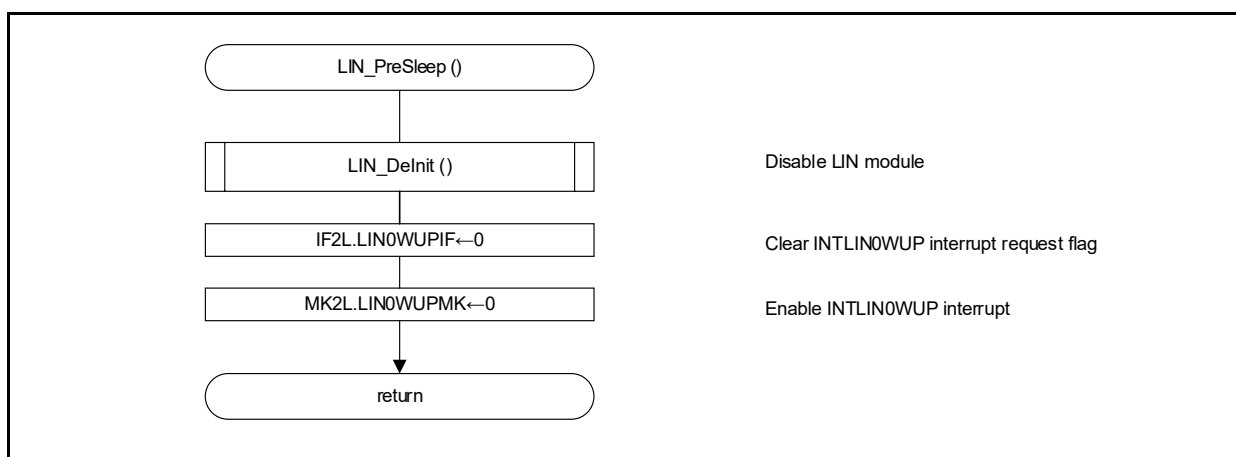 LIN_PreSleep ()
LIN_DeInit ()
Disable LIN module
IF2L.LIN0WUPIF←0
Clear INTLIN0WUP interrupt request flag
MK2L.LIN0WUPMK←0
Enable INTLIN0WUP interrupt
return